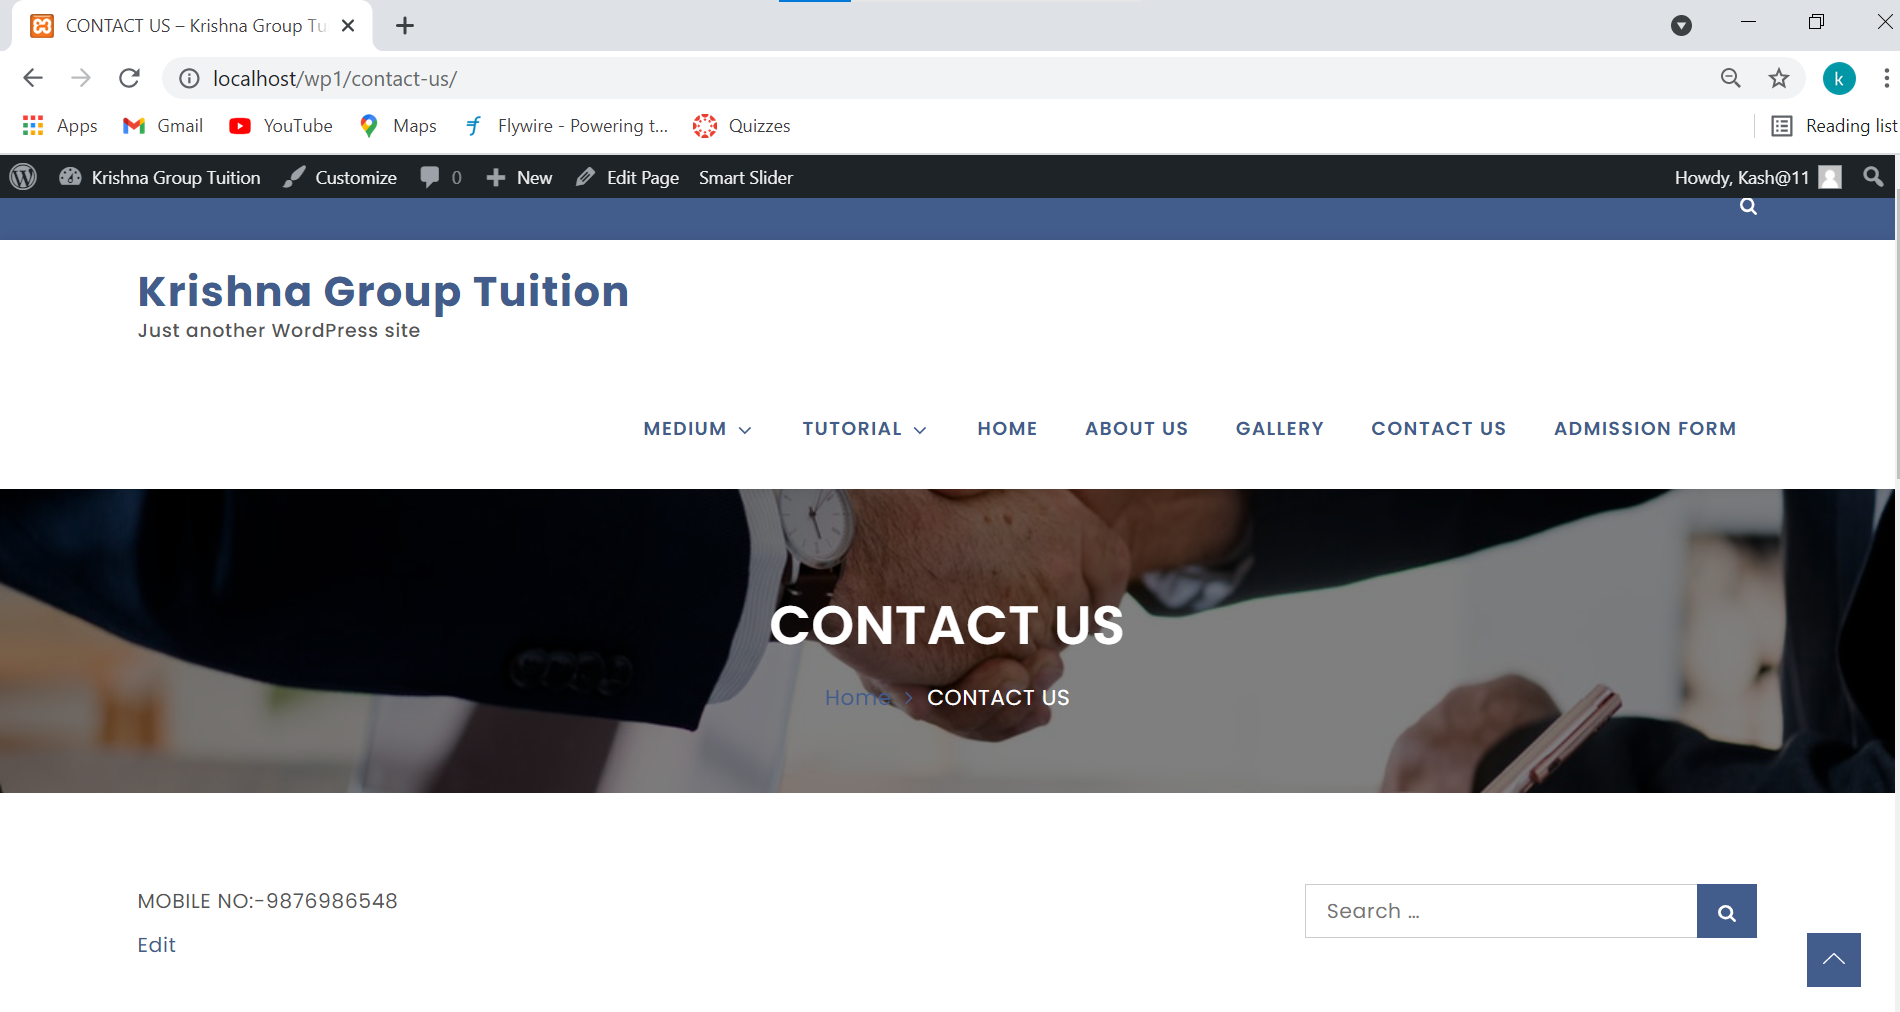 CONTACT US – Krishna Group Tu
localhost/wp1/contact-us/
k
Apps Gmail YouTube Maps Flywire - Powering t... Quizzes Reading list
Krishna Group Tuition Customize 0 New Edit Page Smart Slider Howdy, Kash@11
Krishna Group Tuition
Just another WordPress site
MEDIUM TUTORIAL HOME ABOUT US GALLERY CONTACT US ADMISSION FORM
CONTACT US
Home > CONTACT US
MOBILE NO:-9876986548
Search ...
Edit